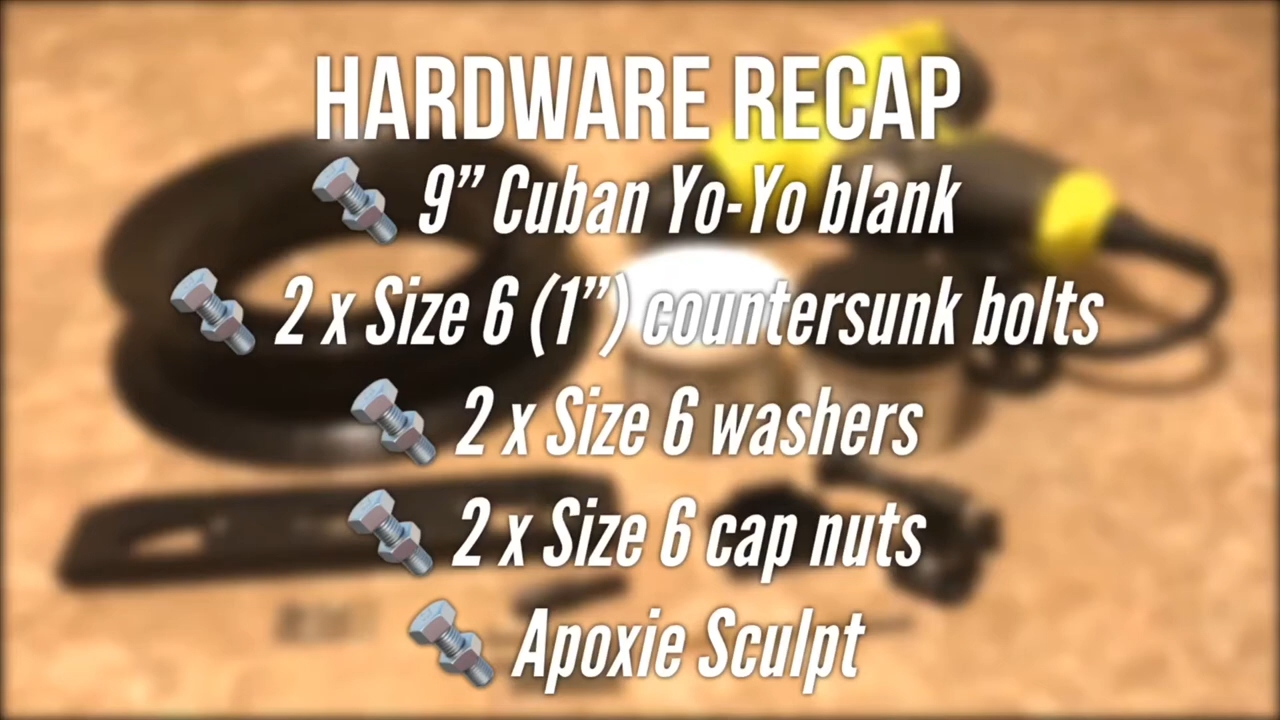 HARDWARE RECAP
🔩 9” Cuban Yo-Yo blank
🔩 2 x Size 6 (1”) countersunk bolts
🔩 2 x Size 6 washers
🔩 2 x Size 6 cap nuts
🔩 Apoxie Sculpt